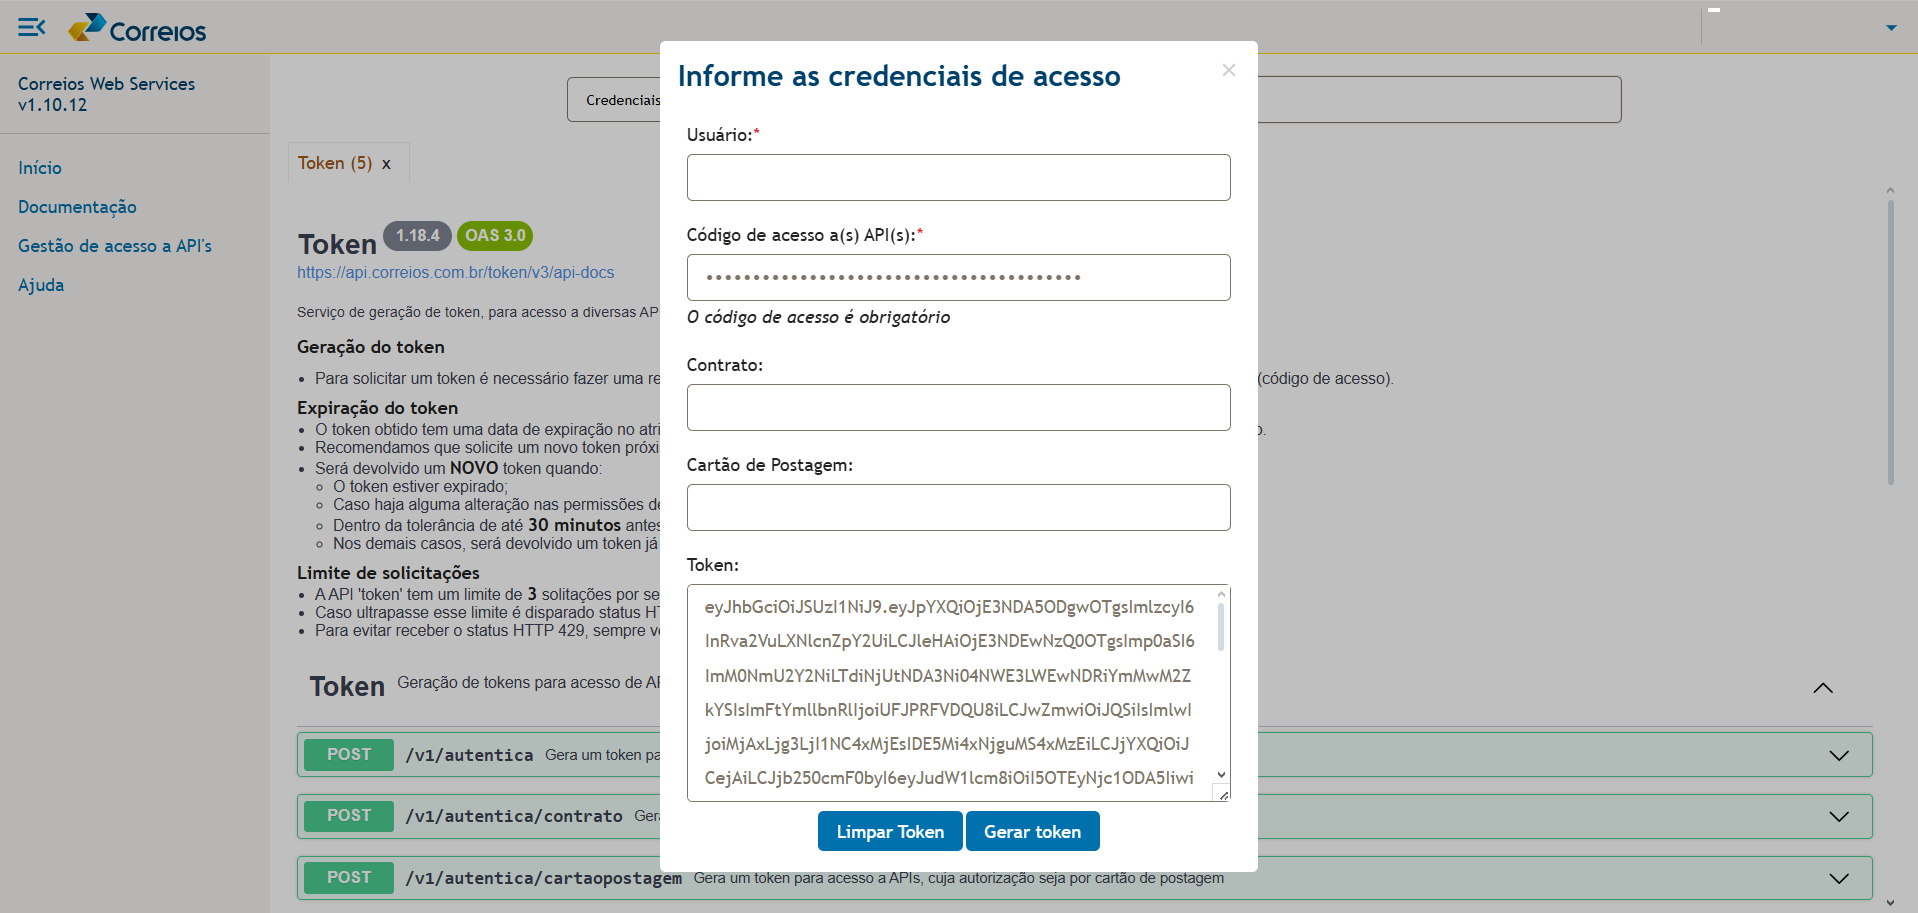 Correios
Correios Web Services
v1.10.12
Início
Documentação
Gestão de acesso a API's
Ajuda
Credenciais
Token (5) x
Token 1.18.4 OAS 3.0
https://api.correios.com.br/token/v3/api-docs
Serviço de geração de token, para acesso a diversas AP
Geração do token
Para solicitar um token é necessário fazer uma re (código de acesso).
Expiração do token
O token obtido tem uma data de expiração no atri o.
Recomendamos que solicite um novo token próxi
Será devolvido um NOVO token quando:
O token estiver expirado;
Caso haja alguma alteração nas permissões de
Dentro da tolerância de até 30 minutos antes
Nos demais casos, será devolvido um token já
Limite de solicitações
A API 'token' tem um limite de 3 solitações por se
Caso ultrapasse esse limite é disparado status HT
Para evitar receber o status HTTP 429, sempre ve
Token Geração de tokens para acesso de AP
POST /v1/autentica Gera um token pa
POST /v1/autentica/contrato Gera
POST /v1/autentica/cartaopostagem Gera um token para acesso a APIs, cuja autorização seja por cartão de postagem
Informe as credenciais de acesso
Usuário:*
Código de acesso a(s) API(s):*
••••••••••••••••••••••••••••••••••••••••
O código de acesso é obrigatório
Contrato:
Cartão de Postagem:
Token:
eyJhbGciOiJSUzI1NiJ9.eyJpYXQiOjE3NDA5ODgwOTgsImlzcyI6
InRva2VuLXNlcnZpY2UiLCJleHAiOjE3NDEwNzQ0OTgsImp0aSI6
ImM0NmU2Y2NiLTdiNjUtNDA3Ni04NWE3LWEwNDRiYmMwM2Z
kYSIsImFtYmllbnRlIjoiUFJPRFVDQU8iLCJwZmwiOiJQSiIsImlwI
joiMjAxLjg3LjI1NC4xMjEsIDE5Mi4xNjguMS4xMzEiLCJjYXQiOiJ
CejAiLCJjb250cmF0byI6eyJudW1lcm8iOiI5OTEyNjc1ODA5Iiwi
Limpar Token Gerar token